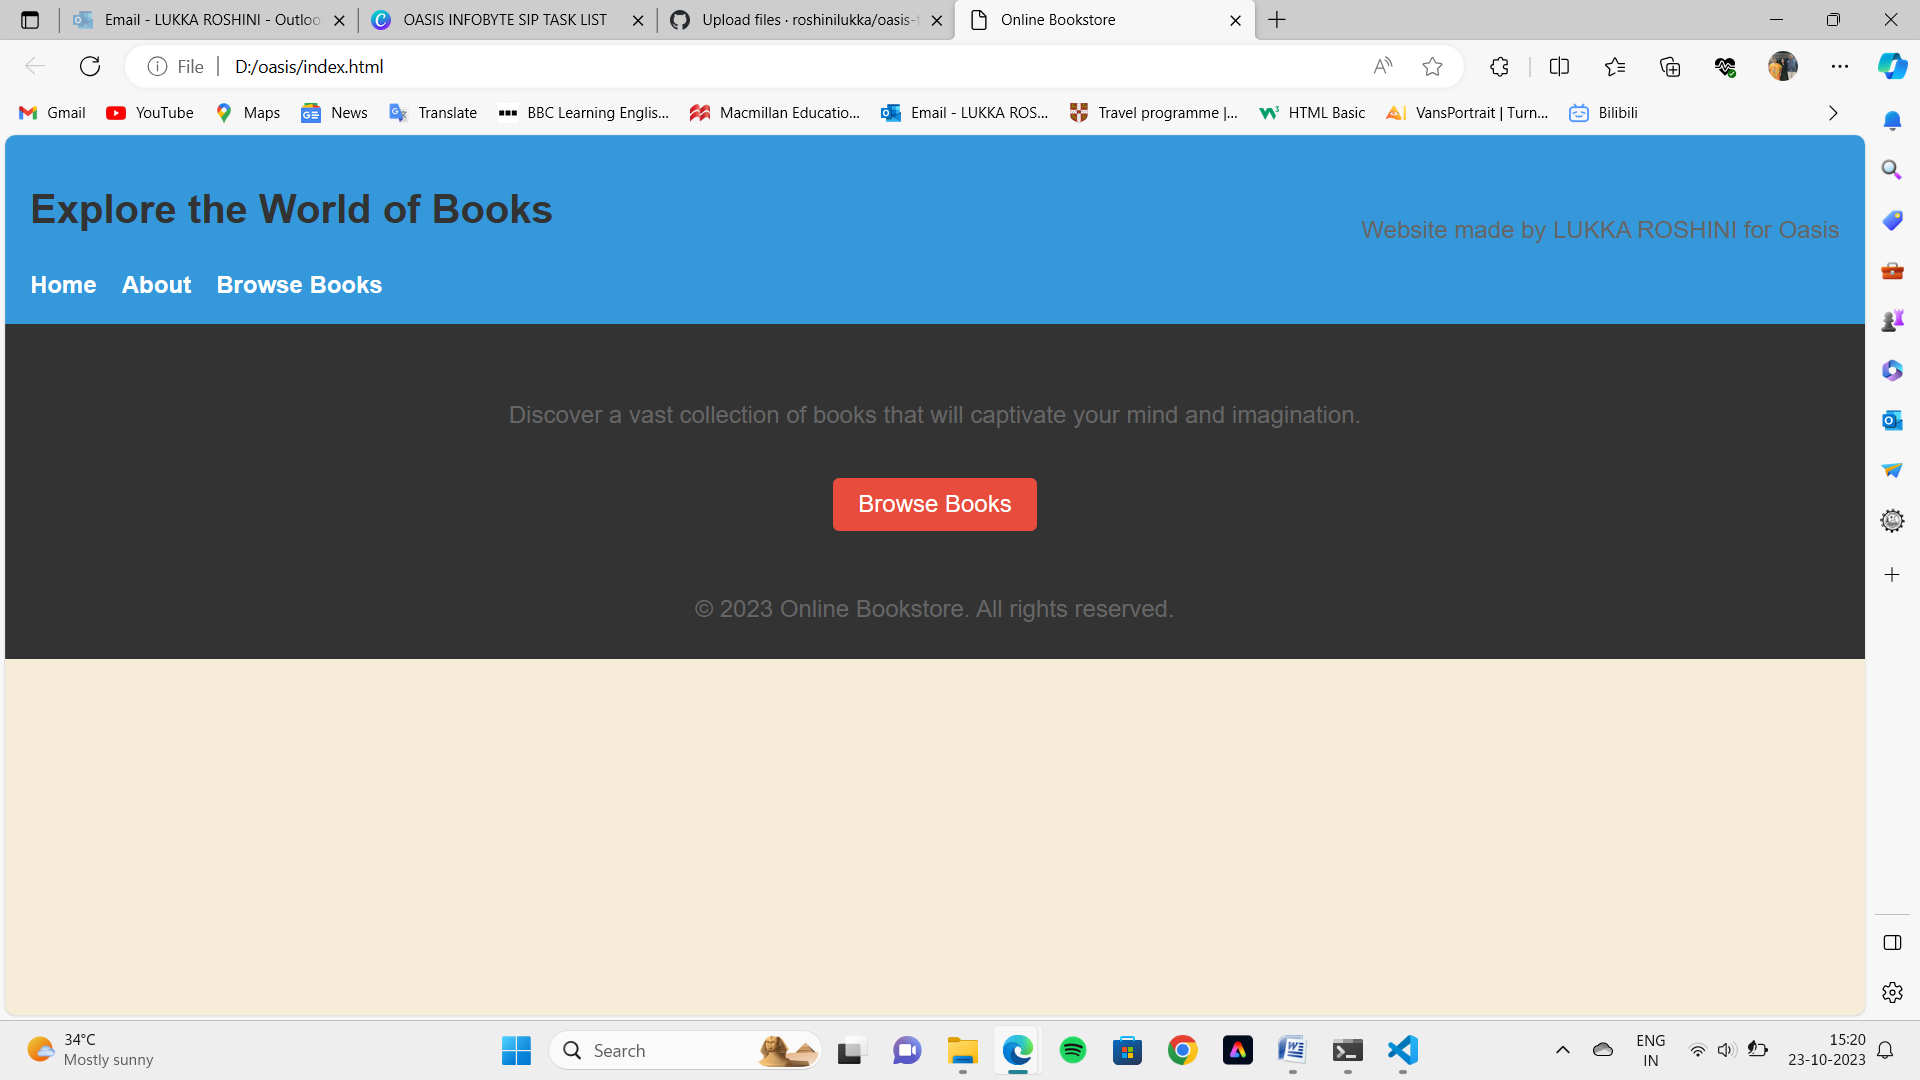 Email - LUKKA ROSHINI - Outloo
OASIS INFOBYTE SIP TASK LIST
Upload files · roshinilukka/oasis-
Online Bookstore
File
D:/oasis/index.html
Gmail
YouTube
Maps
News
Translate
BBC Learning Englis...
Macmillan Educatio...
Email - LUKKA ROS...
Travel programme |...
HTML Basic
VansPortrait | Turn...
Bilibili
Explore the World of Books
Website made by LUKKA ROSHINI for Oasis
Home About Browse Books
Discover a vast collection of books that will captivate your mind and imagination.
Browse Books
© 2023 Online Bookstore. All rights reserved.
34°C
Mostly sunny
Search
ENG
IN
15:20
23-10-2023